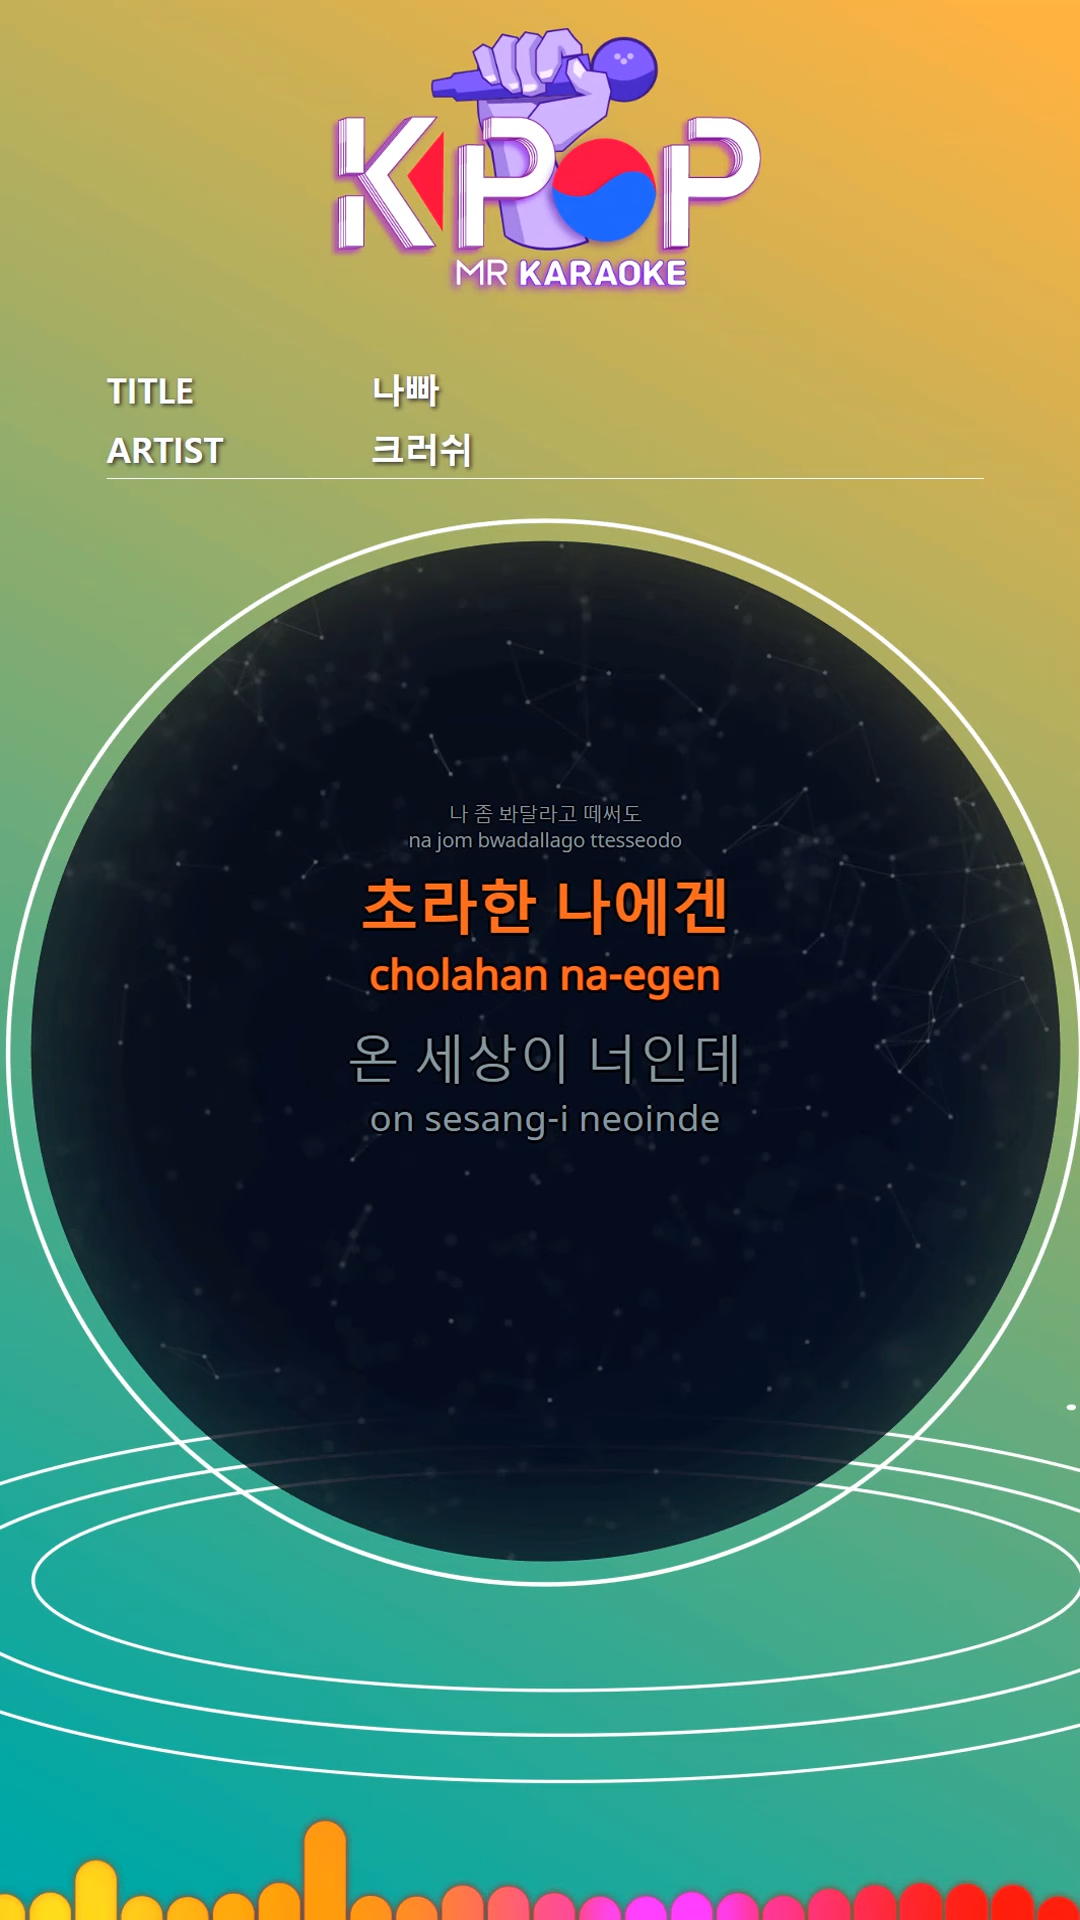 KPOP
MR KARAOKE
TITLE 나빠
ARTIST 크러쉬
나 좀 봐달라고 떼써도
na jom bwadallago ttesseodo
초라한 나에겐
cholahan na-egen
온 세상이 너인데
on sesang-i neoinde